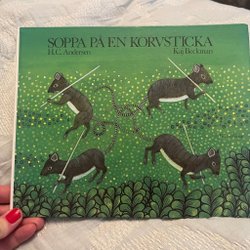 SOPPA PÅ EN KORVSTICKA
H.C. Andersen Kaj Beckman